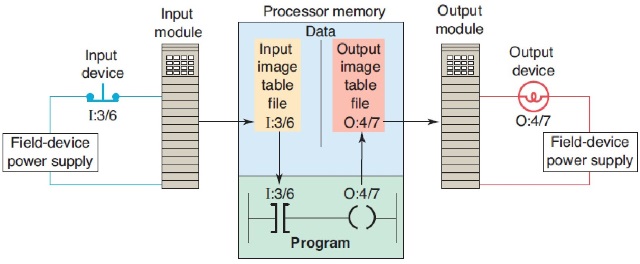 Input
module
Processor memory
Output
module
Data
Input
device
I:3/6
Field-device
power supply
Input
image
table
file
I:3/6
Output
image
table
file
O:4/7
Output
device
O:4/7
Field-device
power supply
I:3/6
O:4/7
Program